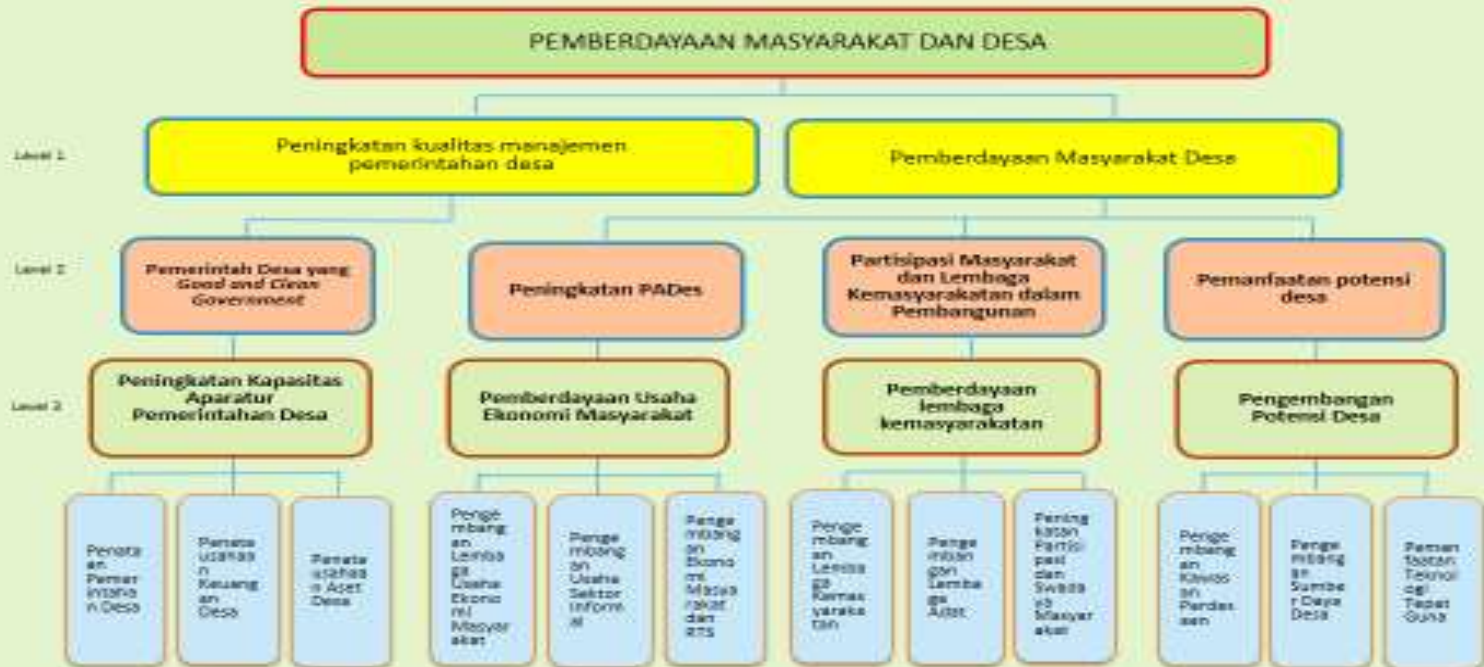 PEMBERDAYAAN MASYARAKAT DAN DESA
Level 1
Peningkatan kualitas manajemen
pemerintahan desa
Pemberdayaan Masyarakat Desa
Level 2
Pemerintah Desa yang
Good and Clean
Government
Peningkatan PADes
Partisipasi Masyarakat
dan Lembaga
Kemasyarakatan dalam
Pembangunan
Pemanfaatan potensi
desa
Level 3
Peningkatan Kapasitas
Aparatur
Pemerintahan Desa
Pemberdayaan Usaha
Ekonomi Masyarakat
Pemberdayaan
lembaga
kemasyarakatan
Pengembangan
Potensi Desa
Penata
an
Pemer
intaha
n Desa
Penata
usahaa
n
Keuang
an
Desa
Penata
usahaa
n Aset
Desa
Penge
mbang
an
Lemba
ga
Usaha
Ekono
mi
Masyar
akat
Penge
mbang
an
Usaha
Sektor
Inform
al
Penge
mbang
an
Ekono
mi
Masya
rakat
dan
RTS
Penge
mbang
an
Lemba
ga
Kemas
yaraka
tan
Penge
mban
gan
Lemba
ga
Adat
Pening
katan
Partisi
pasi
dan
Swada
ya
Masyar
akat
Penge
mbang
an
Kawas
an
Perdes
aan
Penge
mbang
an
Sumbe
r Daya
Desa
Peman
faatan
Teknol
ogi
Tepat
Guna